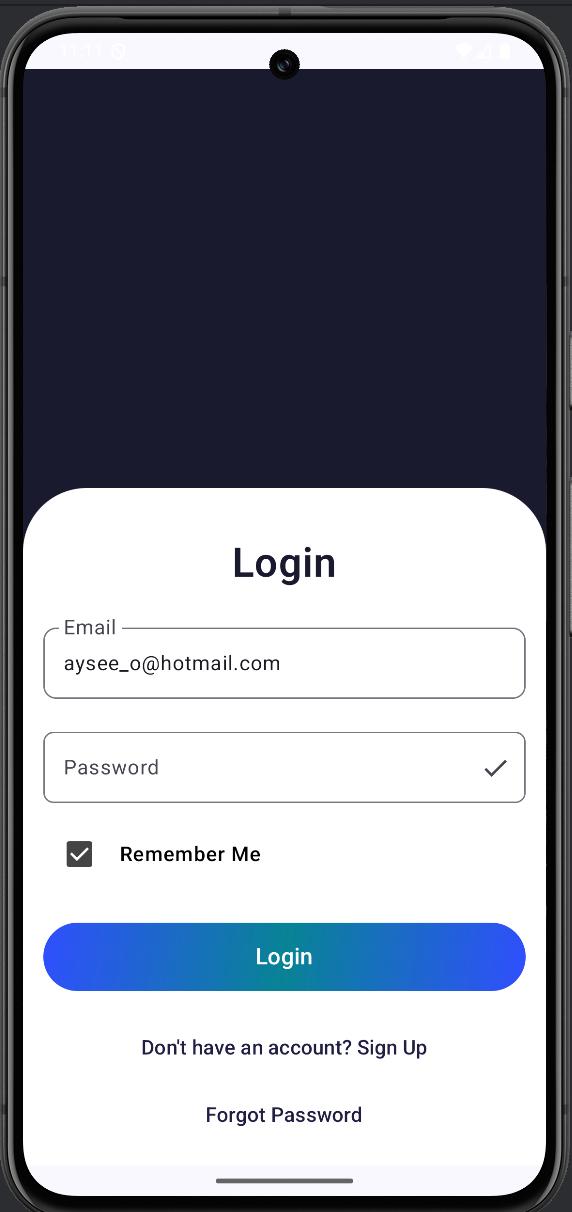 11:11
Login
Email
aysee_o@hotmail.com
Password
Remember Me
Login
Don't have an account? Sign Up
Forgot Password